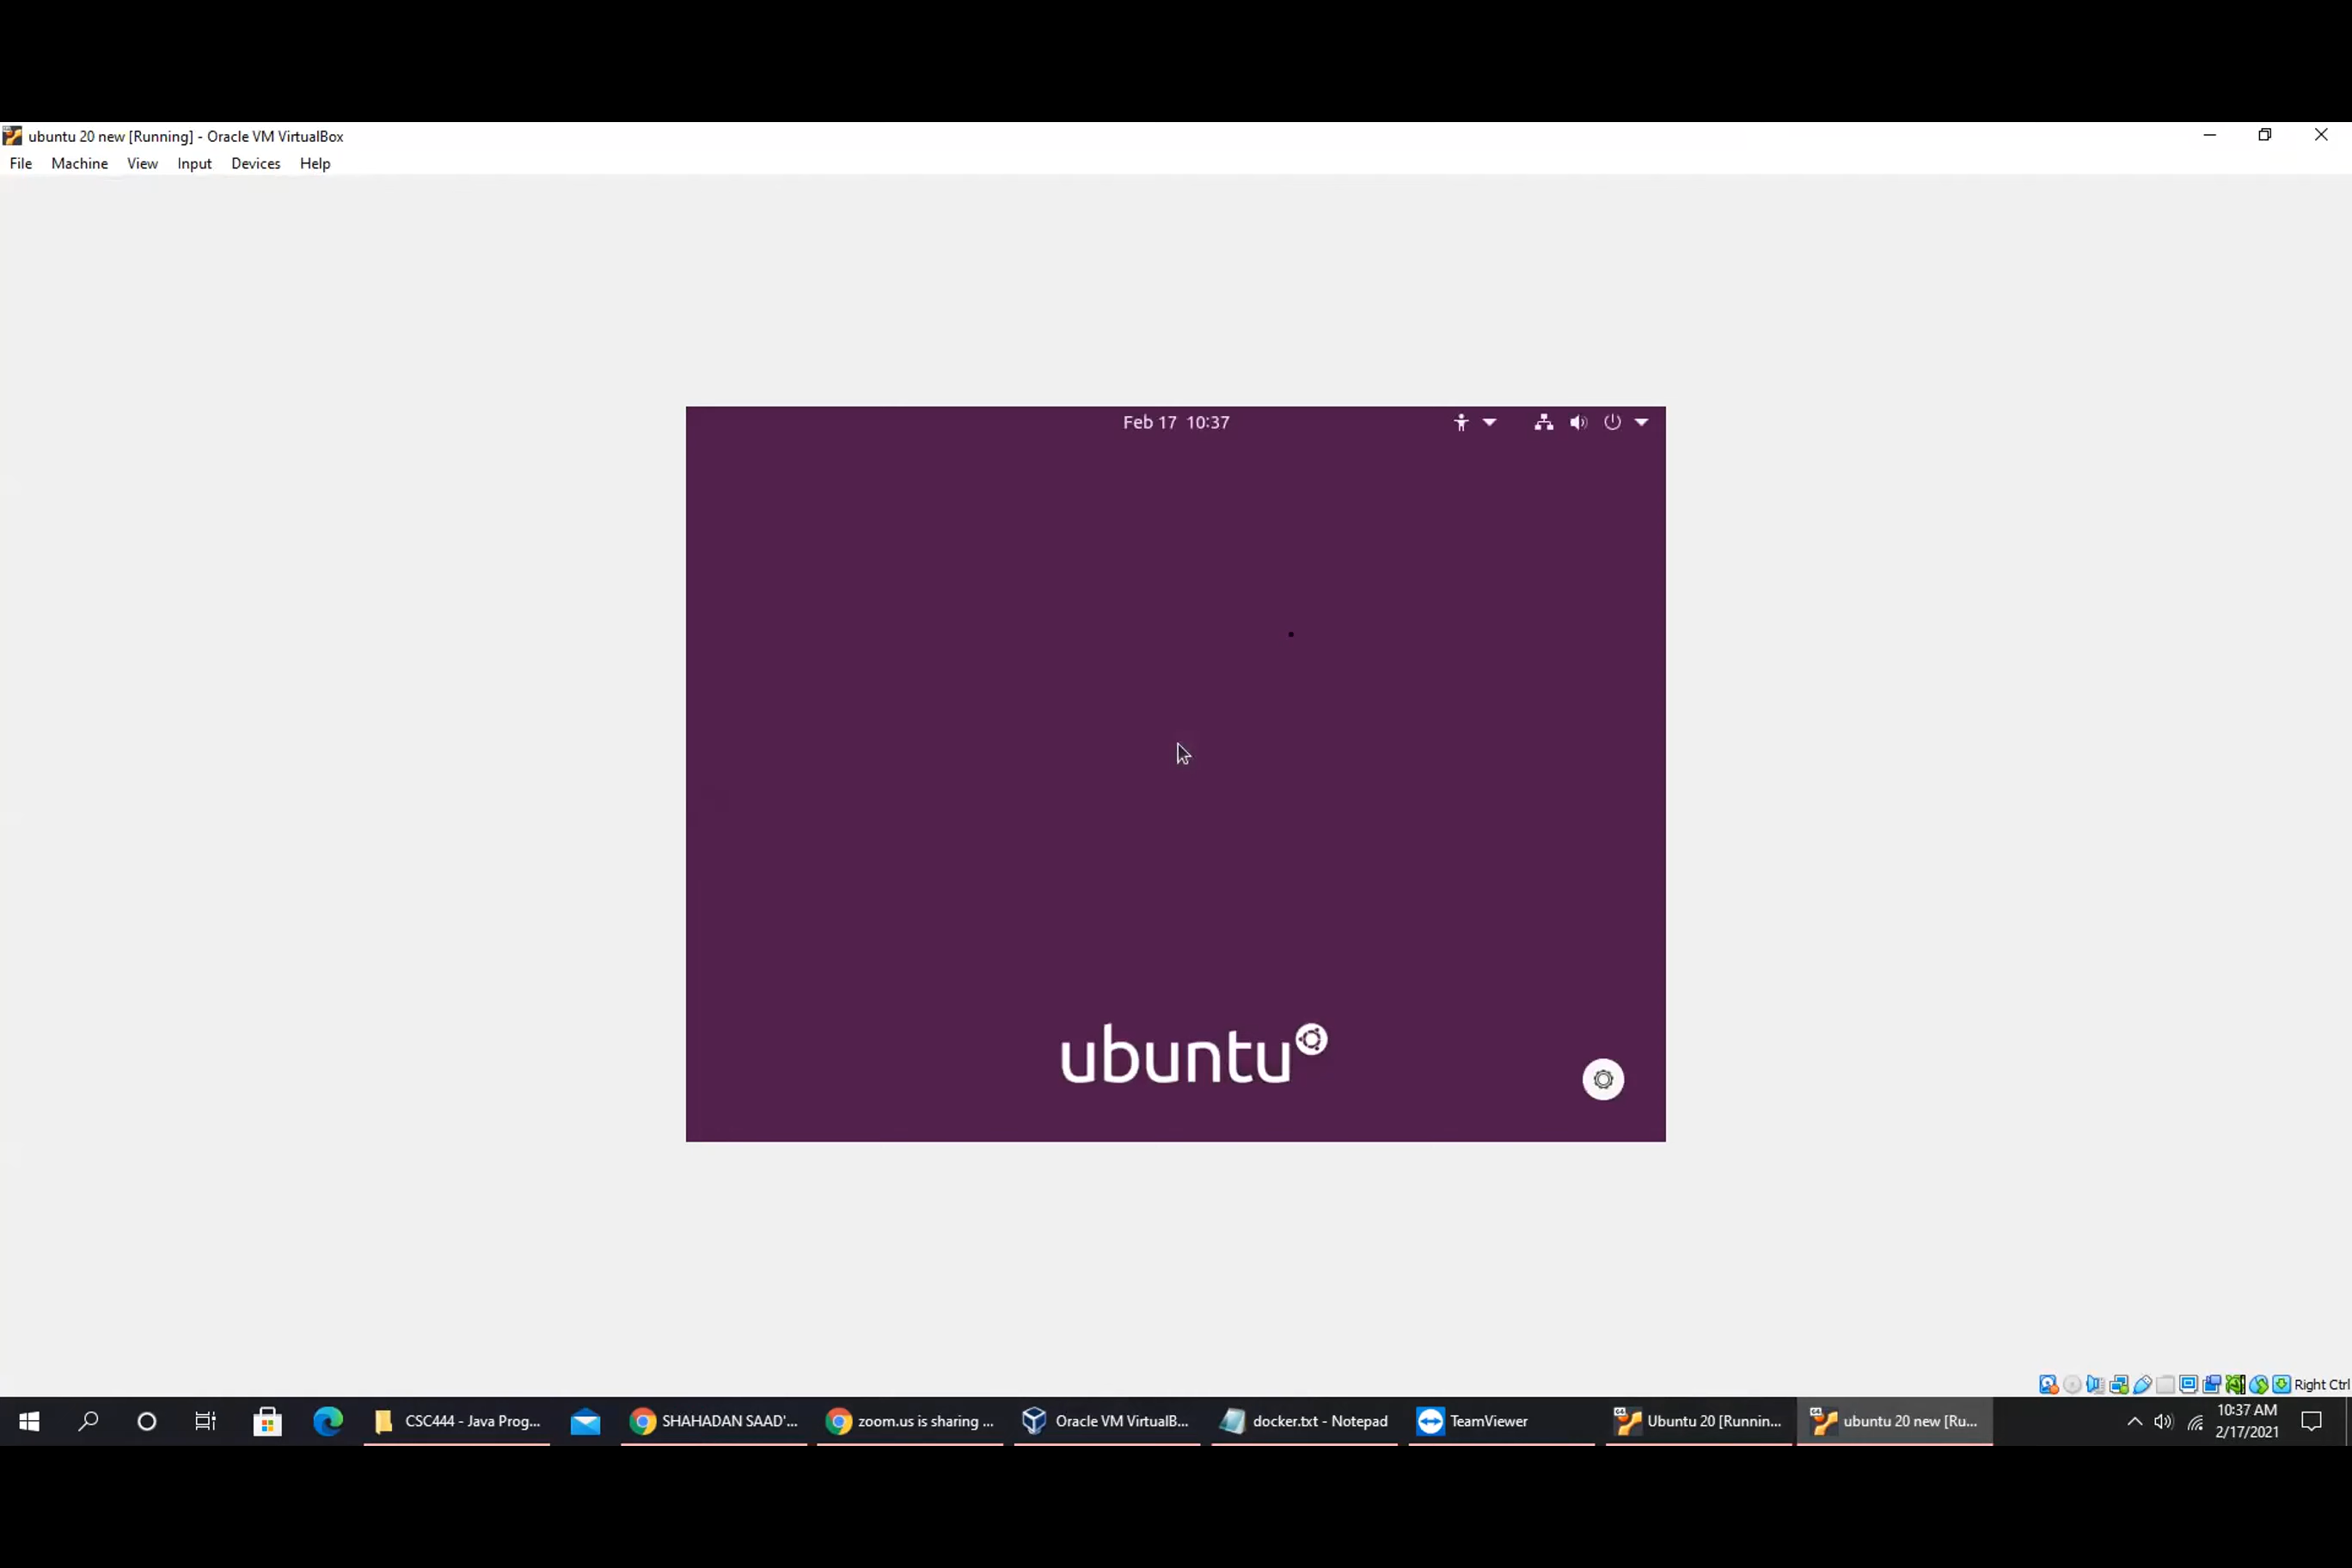 ubuntu 20 new [Running] - Oracle VM VirtualBox
File Machine View Input Devices Help
Feb 17 10:37
ubuntu
Right Ctrl
CSC444 - Java Prog... SHAHADAN SAAD'... zoom.us is sharing ... Oracle VM VirtualB... docker.txt - Notepad TeamViewer Ubuntu 20 [Runnin... ubuntu 20 new [Ru... 10:37 AM
2/17/2021